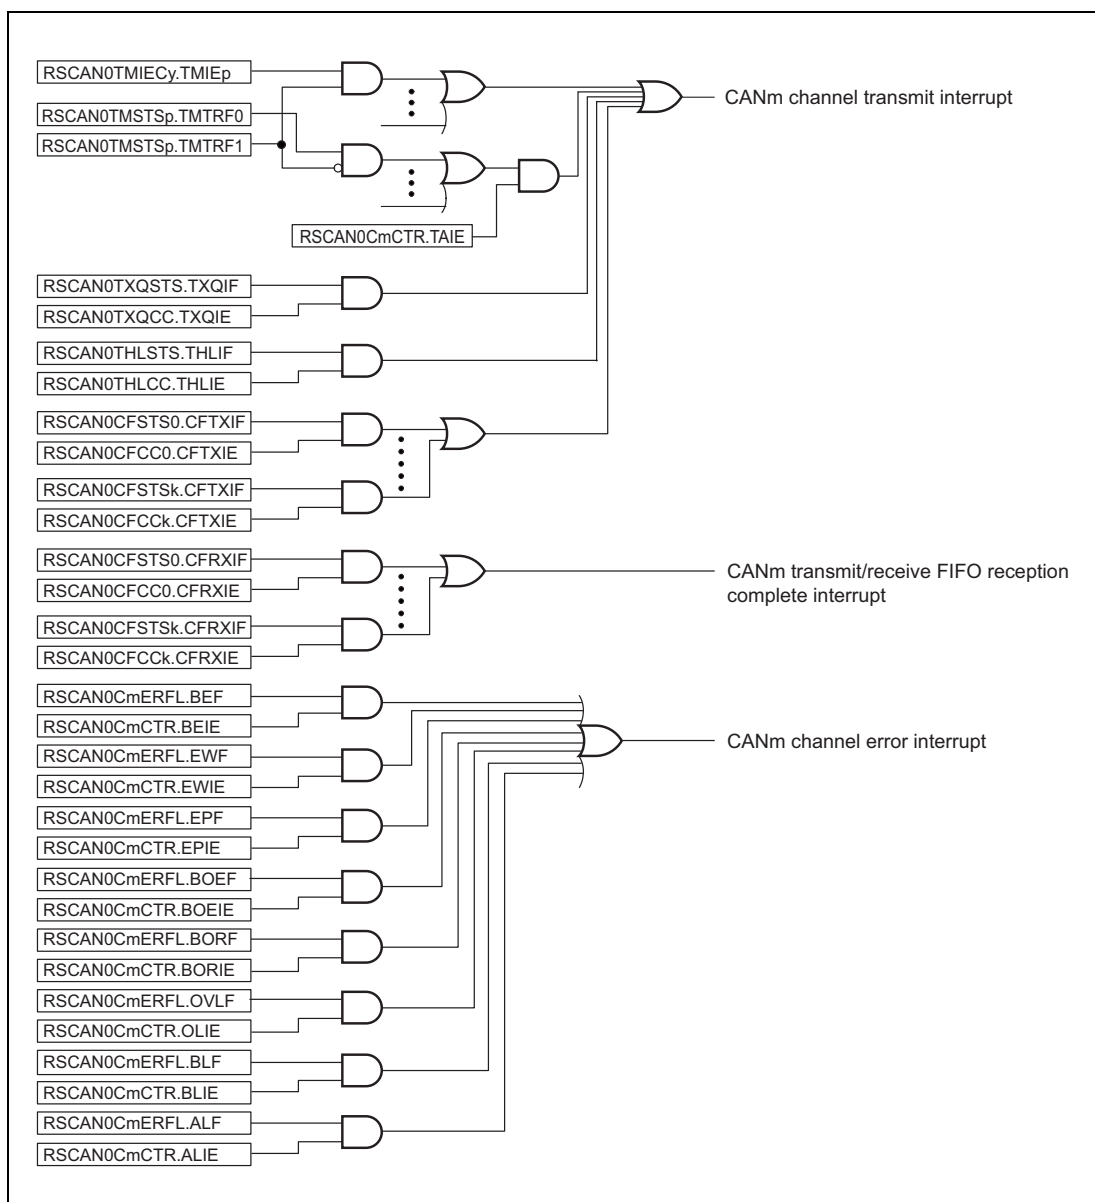 RSCAN0TMIECy.TMIEp
RSCAN0TMSTSp.TMTRF0
RSCAN0TMSTSp.TMTRF1
CANm channel transmit interrupt
RSCAN0CmCTR.TAIE
RSCAN0TXQSTS.TXQIF
RSCAN0TXQCC.TXQIE
RSCAN0THLSTS.THLIF
RSCAN0THLCC.THLIE
RSCAN0CFSTS0.CFTXIF
RSCAN0CFCC0.CFTXIE
RSCAN0CFSTSk.CFTXIF
RSCAN0CFCCk.CFTXIE
RSCAN0CFSTS0.CFRXIF
RSCAN0CFCC0.CFRXIE
CANm transmit/receive FIFO reception
complete interrupt
RSCAN0CFSTSk.CFRXIF
RSCAN0CFCCk.CFRXIE
RSCAN0CmERFL.BEF
RSCAN0CmCTR.BEIE
RSCAN0CmERFL.EWF
RSCAN0CmCTR.EWIE
CANm channel error interrupt
RSCAN0CmERFL.EPF
RSCAN0CmCTR.EPIE
RSCAN0CmERFL.BOEF
RSCAN0CmCTR.BOEIE
RSCAN0CmERFL.BORF
RSCAN0CmCTR.BORIE
RSCAN0CmERFL.OVLF
RSCAN0CmCTR.OLIE
RSCAN0CmERFL.BLF
RSCAN0CmCTR.BLIE
RSCAN0CmERFL.ALF
RSCAN0CmCTR.ALIE